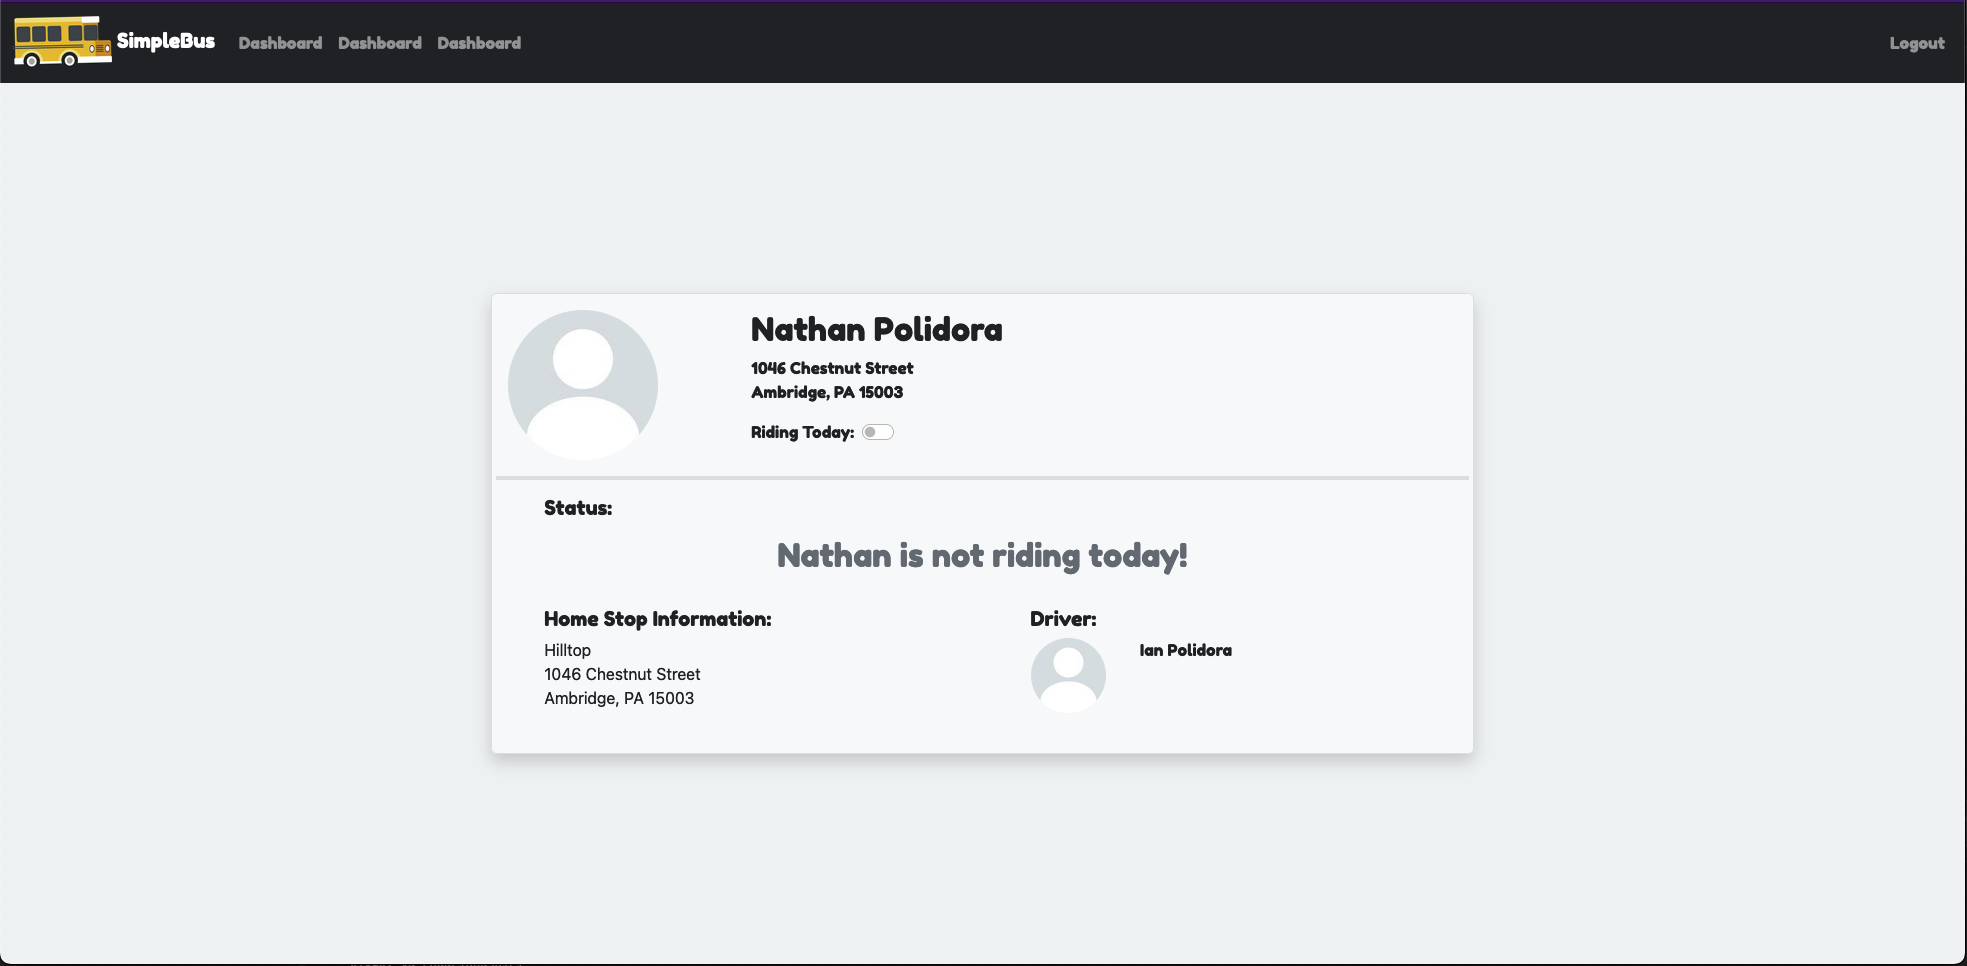 SimpleBus Dashboard Dashboard Dashboard Logout
Nathan Polidora
1046 Chestnut Street
Ambridge, PA 15003
Riding Today:
Status:
Nathan is not riding today!
Home Stop Information:
Hilltop
1046 Chestnut Street
Ambridge, PA 15003
Driver:
Ian Polidora